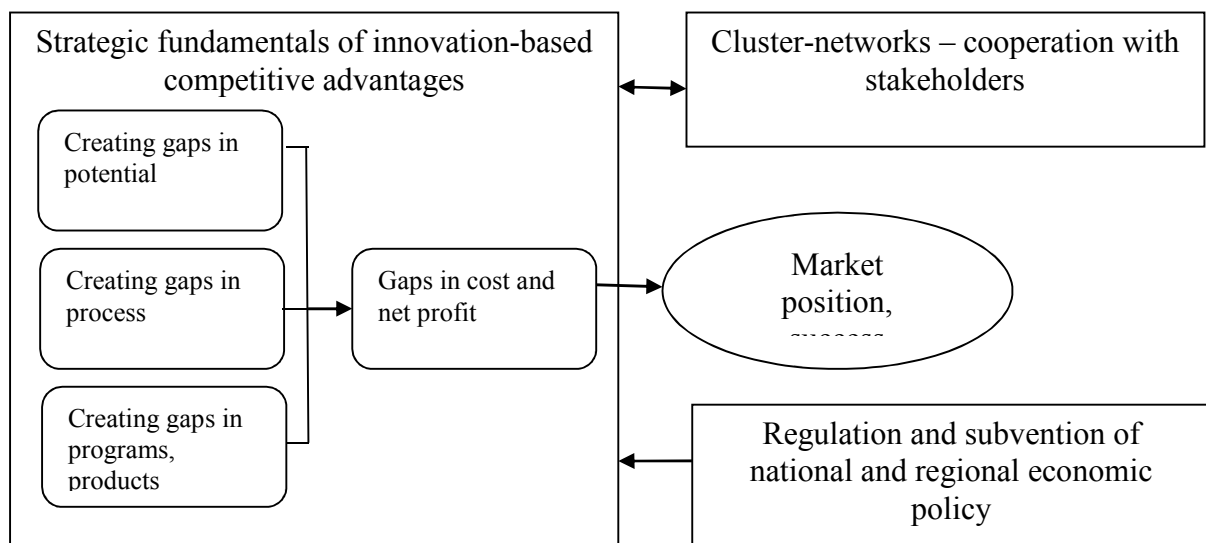 Strategic fundamentals of innovation-based
competitive advantages
Creating gaps in
potential
Creating gaps in
process
Creating gaps in
programs,
products
Gaps in cost and
net profit
Cluster-networks – cooperation with
stakeholders
Market
position,
Regulation and subvention of
national and regional economic
policy